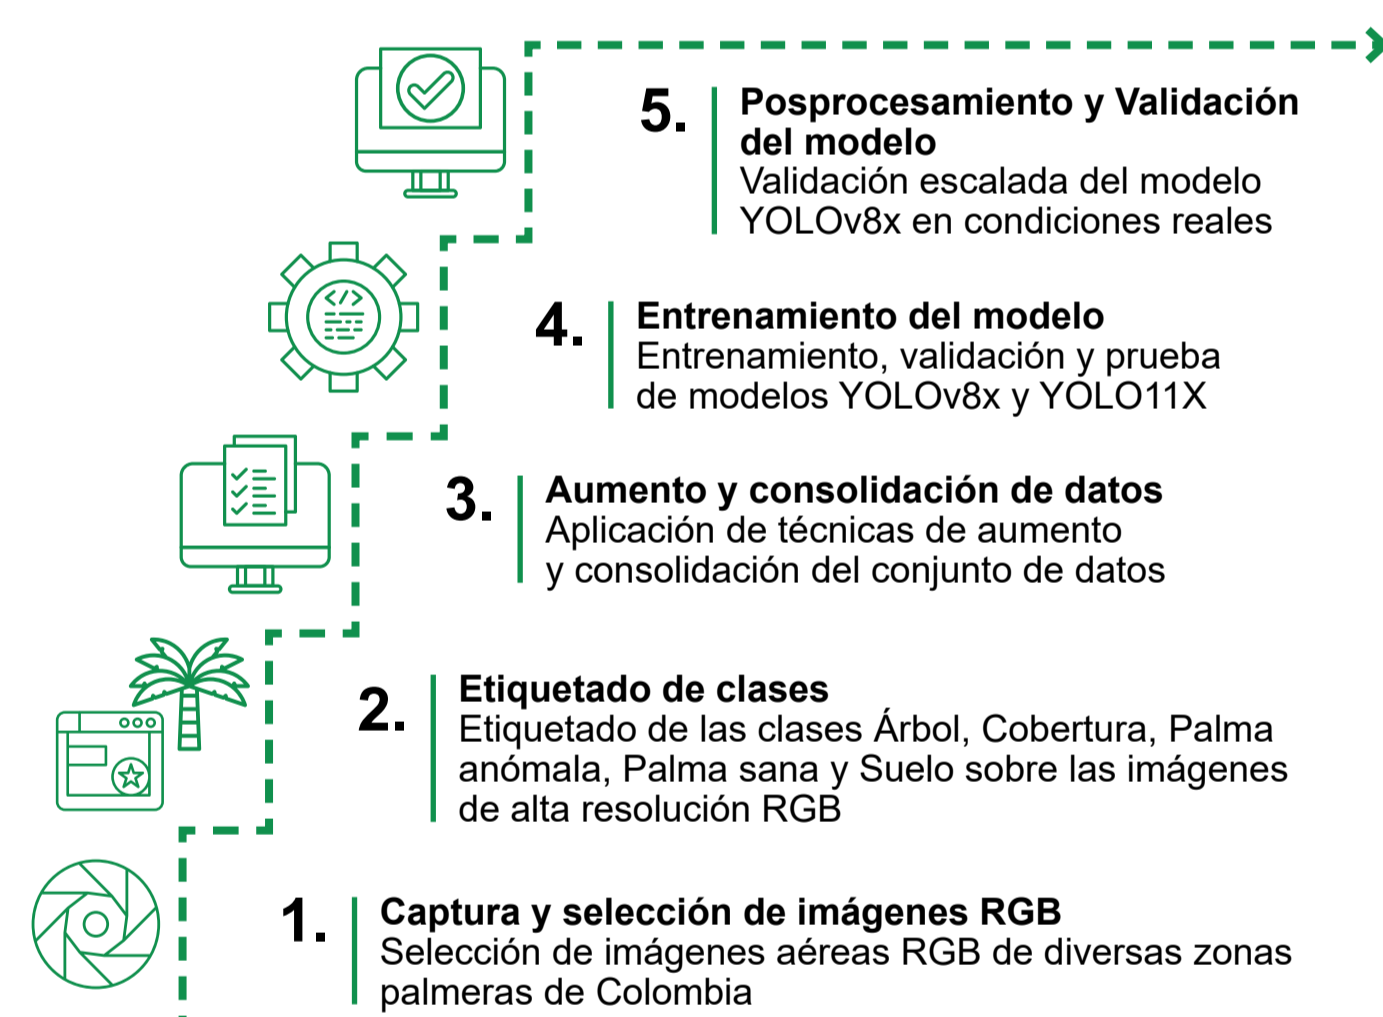 5.
Posprocesamiento y Validación
del modelo
Validación escalada del modelo
YOLOv8x en condiciones reales
4.
Entrenamiento del modelo
Entrenamiento, validación y prueba
de modelos YOLOv8x y YOLO11X
3.
Aumento y consolidación de datos
Aplicación de técnicas de aumento
y consolidación del conjunto de datos
2.
Etiquetado de clases
Etiquetado de las clases Árbol, Cobertura, Palma
anómala, Palma sana y Suelo sobre las imágenes
de alta resolución RGB
1.
Captura y selección de imágenes RGB
Selección de imágenes aéreas RGB de diversas zonas
palmeras de Colombia